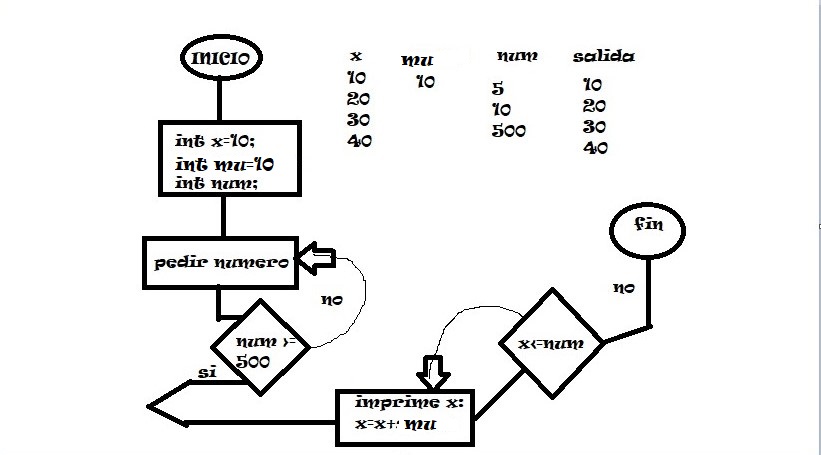 INICIO
int x=10;
int mu=10
int num;
pedir numero
no
num >=
500
si
imprime x:
x=x+ mu
x<=num
no
fin
x mu num salida
10 10 5 10
20 10 20
30 500 30
40 40